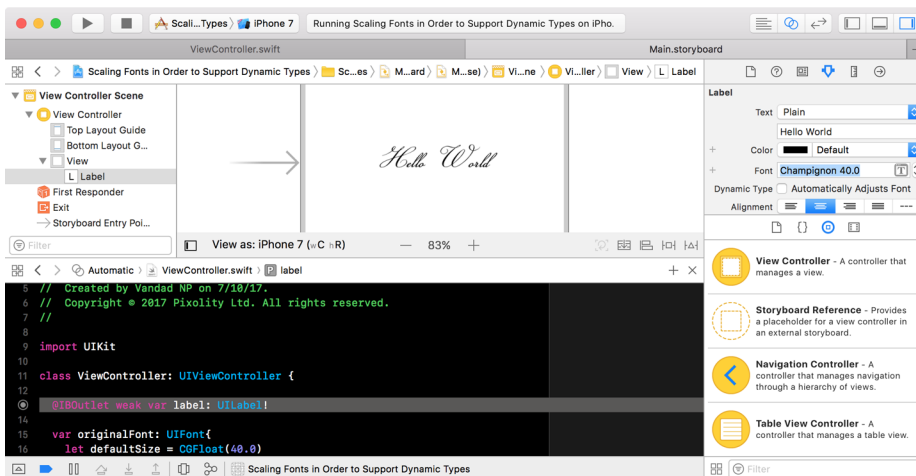 Scali...Types〉 iPhone 7
Running Scaling Fonts in Order to Support Dynamic Types on iPho.
ViewController.swift
Main.storyboard
Scaling Fonts in Order to Support Dynamic Types〉 Sc...es〉 M...ard〉 M...se)〉 Vi...ne〉 Vi...ller〉 View〉 L Label
View Controller Scene
View Controller
Top Layout Guide
Bottom Layout G...
View
L Label
First Responder
Exit
Storyboard Entry Poi...
Filter
Hello World
View as: iPhone 7 (wC hR)
— 83% +
Label
Text Plain
Hello World
+ Color Default
+ Font Champignon 40.0 T
Dynamic Type Automatically Adjusts Font
Alignment ---
{}
View Controller - A controller that
manages a view.
Storyboard Reference - Provides
a placeholder for a view controller in
an external storyboard.
Navigation Controller - A
controller that manages navigation
through a hierarchy of views.
Table View Controller - A
controller that manages a table view.
Filter
Automatic〉 ViewController.swift〉 P label
5 //  Created by Vandad NP on 7/10/17.
6 //  Copyright © 2017 Pixolity Ltd. All rights reserved.
7 //
8
9 import UIKit
10
11 class ViewController: UIViewController {
12
@IBOutlet weak var label: UILabel!
14
15 var originalFont: UIFont{
16 let defaultSize = CGFloat(40.0)
Scaling Fonts in Order to Support Dynamic Types